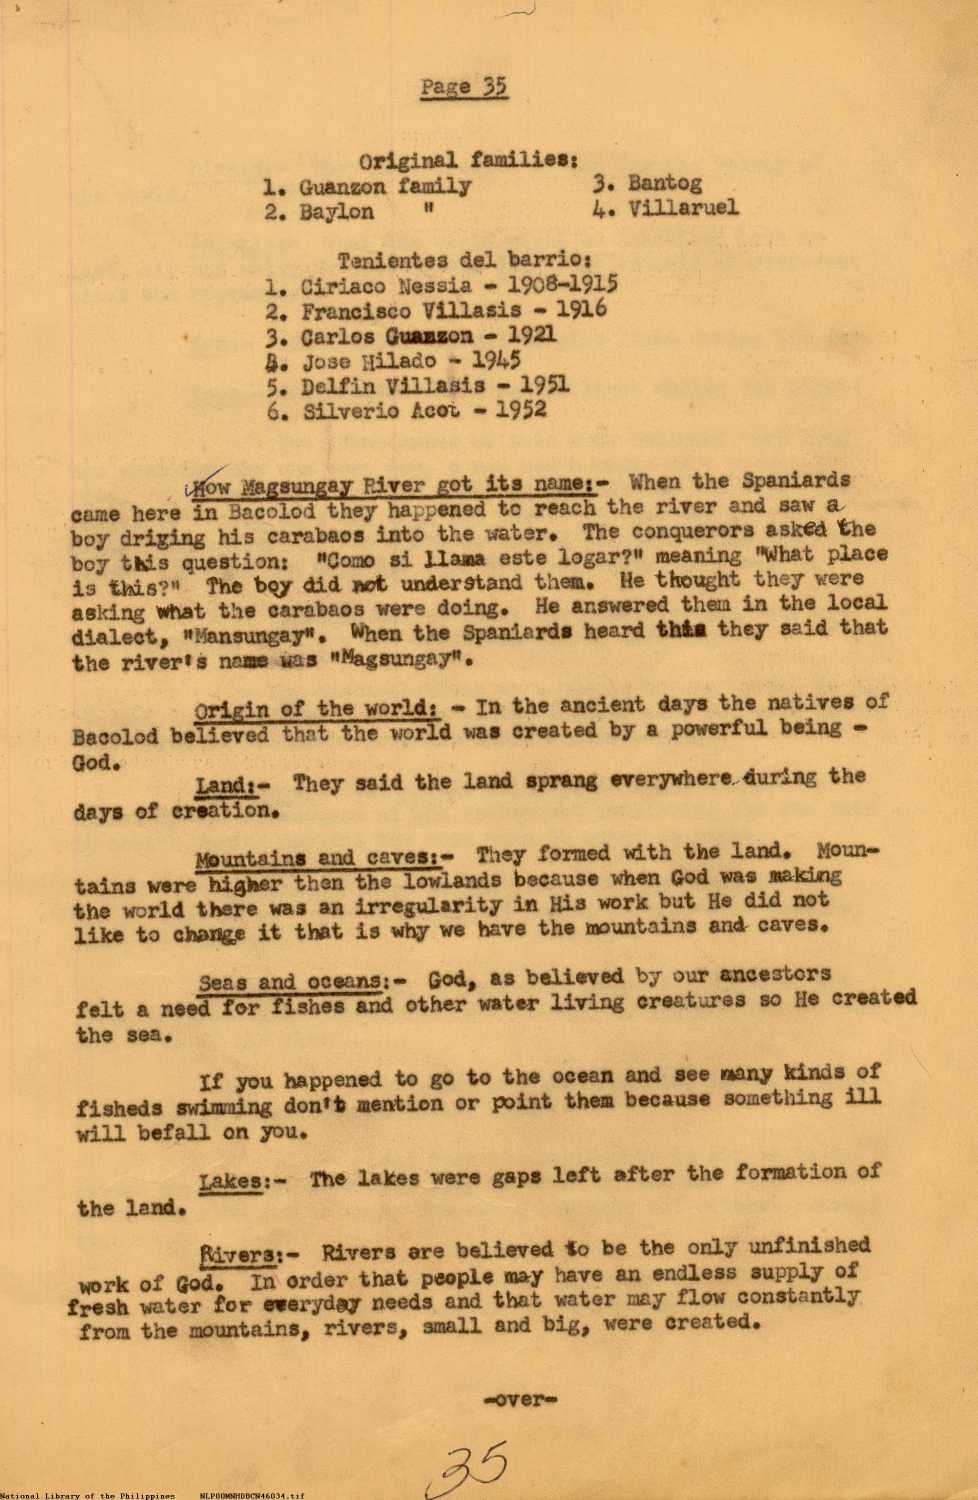 Page 35
Original families:
1. Guanzon family 3. Bantog
2. Baylon " 4. Villaruel
Tenientes del barrio:
1. Ciriaco Nessia - 1908-1915
2. Francisco Villasis - 1916
3. Carlos Guanzon - 1921
4. Jose Hilado - 1945
5. Delfin Villasis - 1951
6. Silverio Acot - 1952
How Magsungay River got its name:- When the Spaniards
came here in Bacolod they happened to reach the river and saw a
boy driging his carabaos into the water. The conquerors asked the
boy this question: "Como si llama este logar?" meaning "What place
is this?" The boy did not understand them. He thought they were
asking what the carabaos were doing. He answered them in the local
dialect, "Mansungay". When the Spaniards heard this they said that
the river's name was "Magsungay".
Origin of the world: - In the ancient days the natives of
Bacolod believed that the world was created by a powerful being -
God.
Land:- They said the land sprang everywhere during the
days of creation.
Mountains and caves:- They formed with the land. Moun-
tains were higher then the lowlands because when God was making
the world there was an irregularity in His work but He did not
like to change it that is why we have the mountains and caves.
Seas and oceans:- God, as believed by our ancestors
felt a need for fishes and other water living creatures so He created
the sea.
If you happened to go to the ocean and see many kinds of
fisheds swimming don't mention or point them because something ill
will befall on you.
Lakes:- The lakes were gaps left after the formation of
the land.
Rivers:- Rivers are believed to be the only unfinished
work of God. In order that people may have an endless supply of
fresh water for everyday needs and that water may flow constantly
from the mountains, rivers, small and big, were created.
-over-
35
National Library of the Philippines NLP00MNHDBCN46034.tif